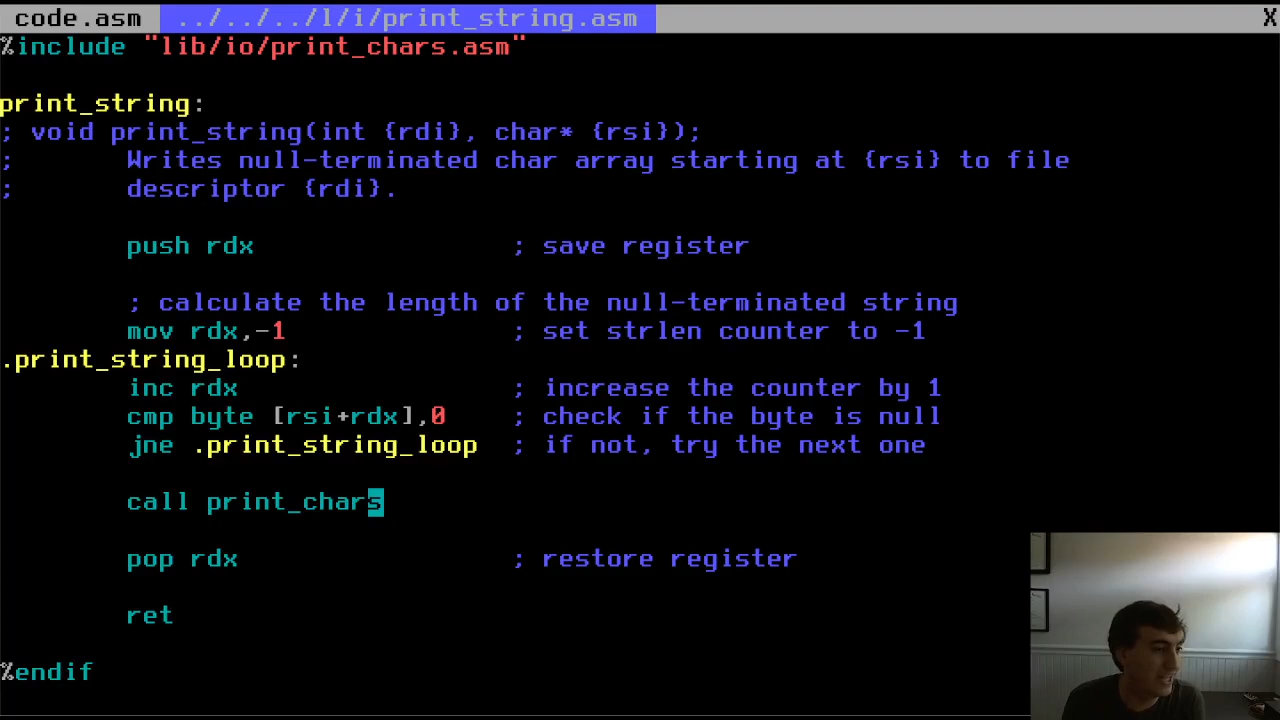 code.asm  ../../../l/i/print_string.asm X
%include "lib/io/print_chars.asm"
print_string:
; void print_string(int {rdi}, char* {rsi});
;       Writes null-terminated char array starting at {rsi} to file
;       descriptor {rdi}.
        push rdx                ; save register
        ; calculate the length of the null-terminated string
        mov rdx,-1              ; set strlen counter to -1
.print_string_loop:
        inc rdx                 ; increase the counter by 1
        cmp byte [rsi+rdx],0    ; check if the byte is null
        jne .print_string_loop  ; if not, try the next one
        call print_chars
        pop rdx                 ; restore register
        ret
%endif